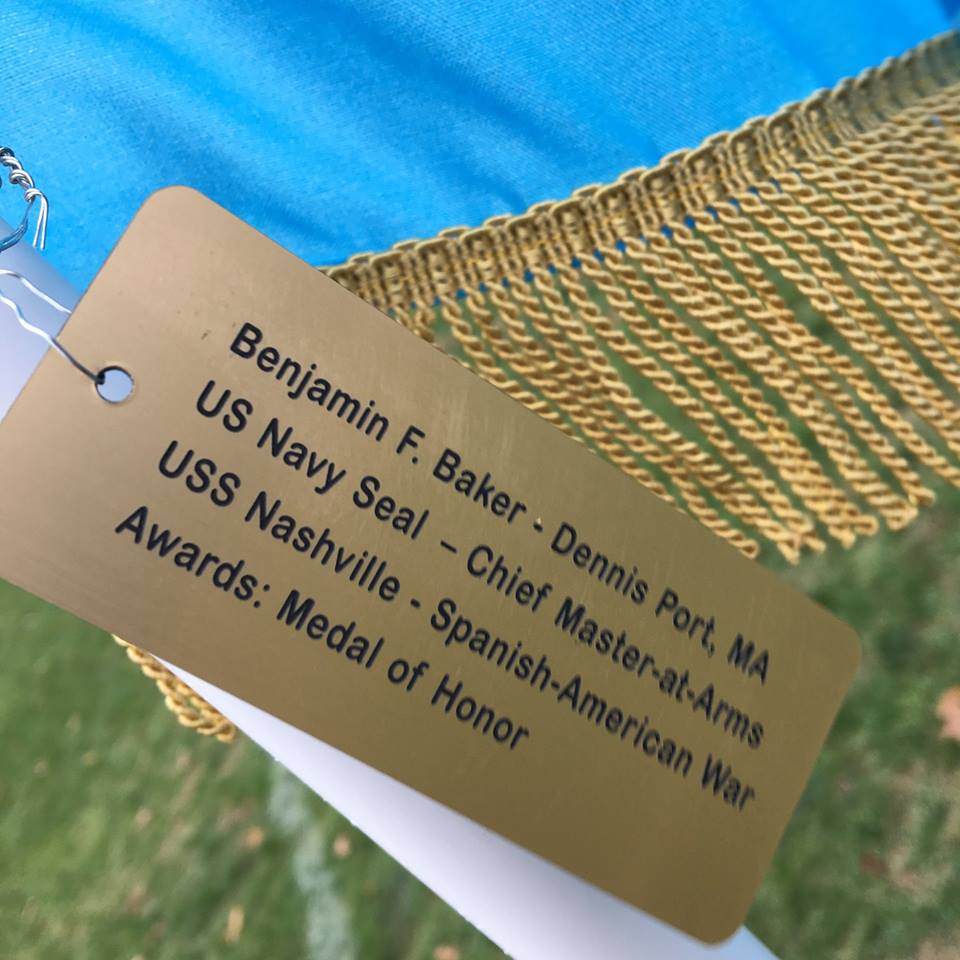 Benjamin F. Baker - Dennis Port, MA
US Navy Seal – Chief Master-at-Arms
USS Nashville - Spanish-American War
Awards: Medal of Honor